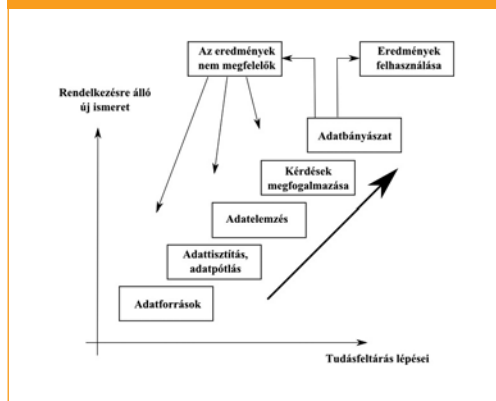 Az eredmények
nem megfelelők
Eredmények
felhasználása
Rendelkezésre álló
új ismeret
Adatbányászat
Kérdések
megfogalmazása
Adatelemzés
Adattisztítás,
adatpótlás
Adatforrások
Tudásfeltárás lépései